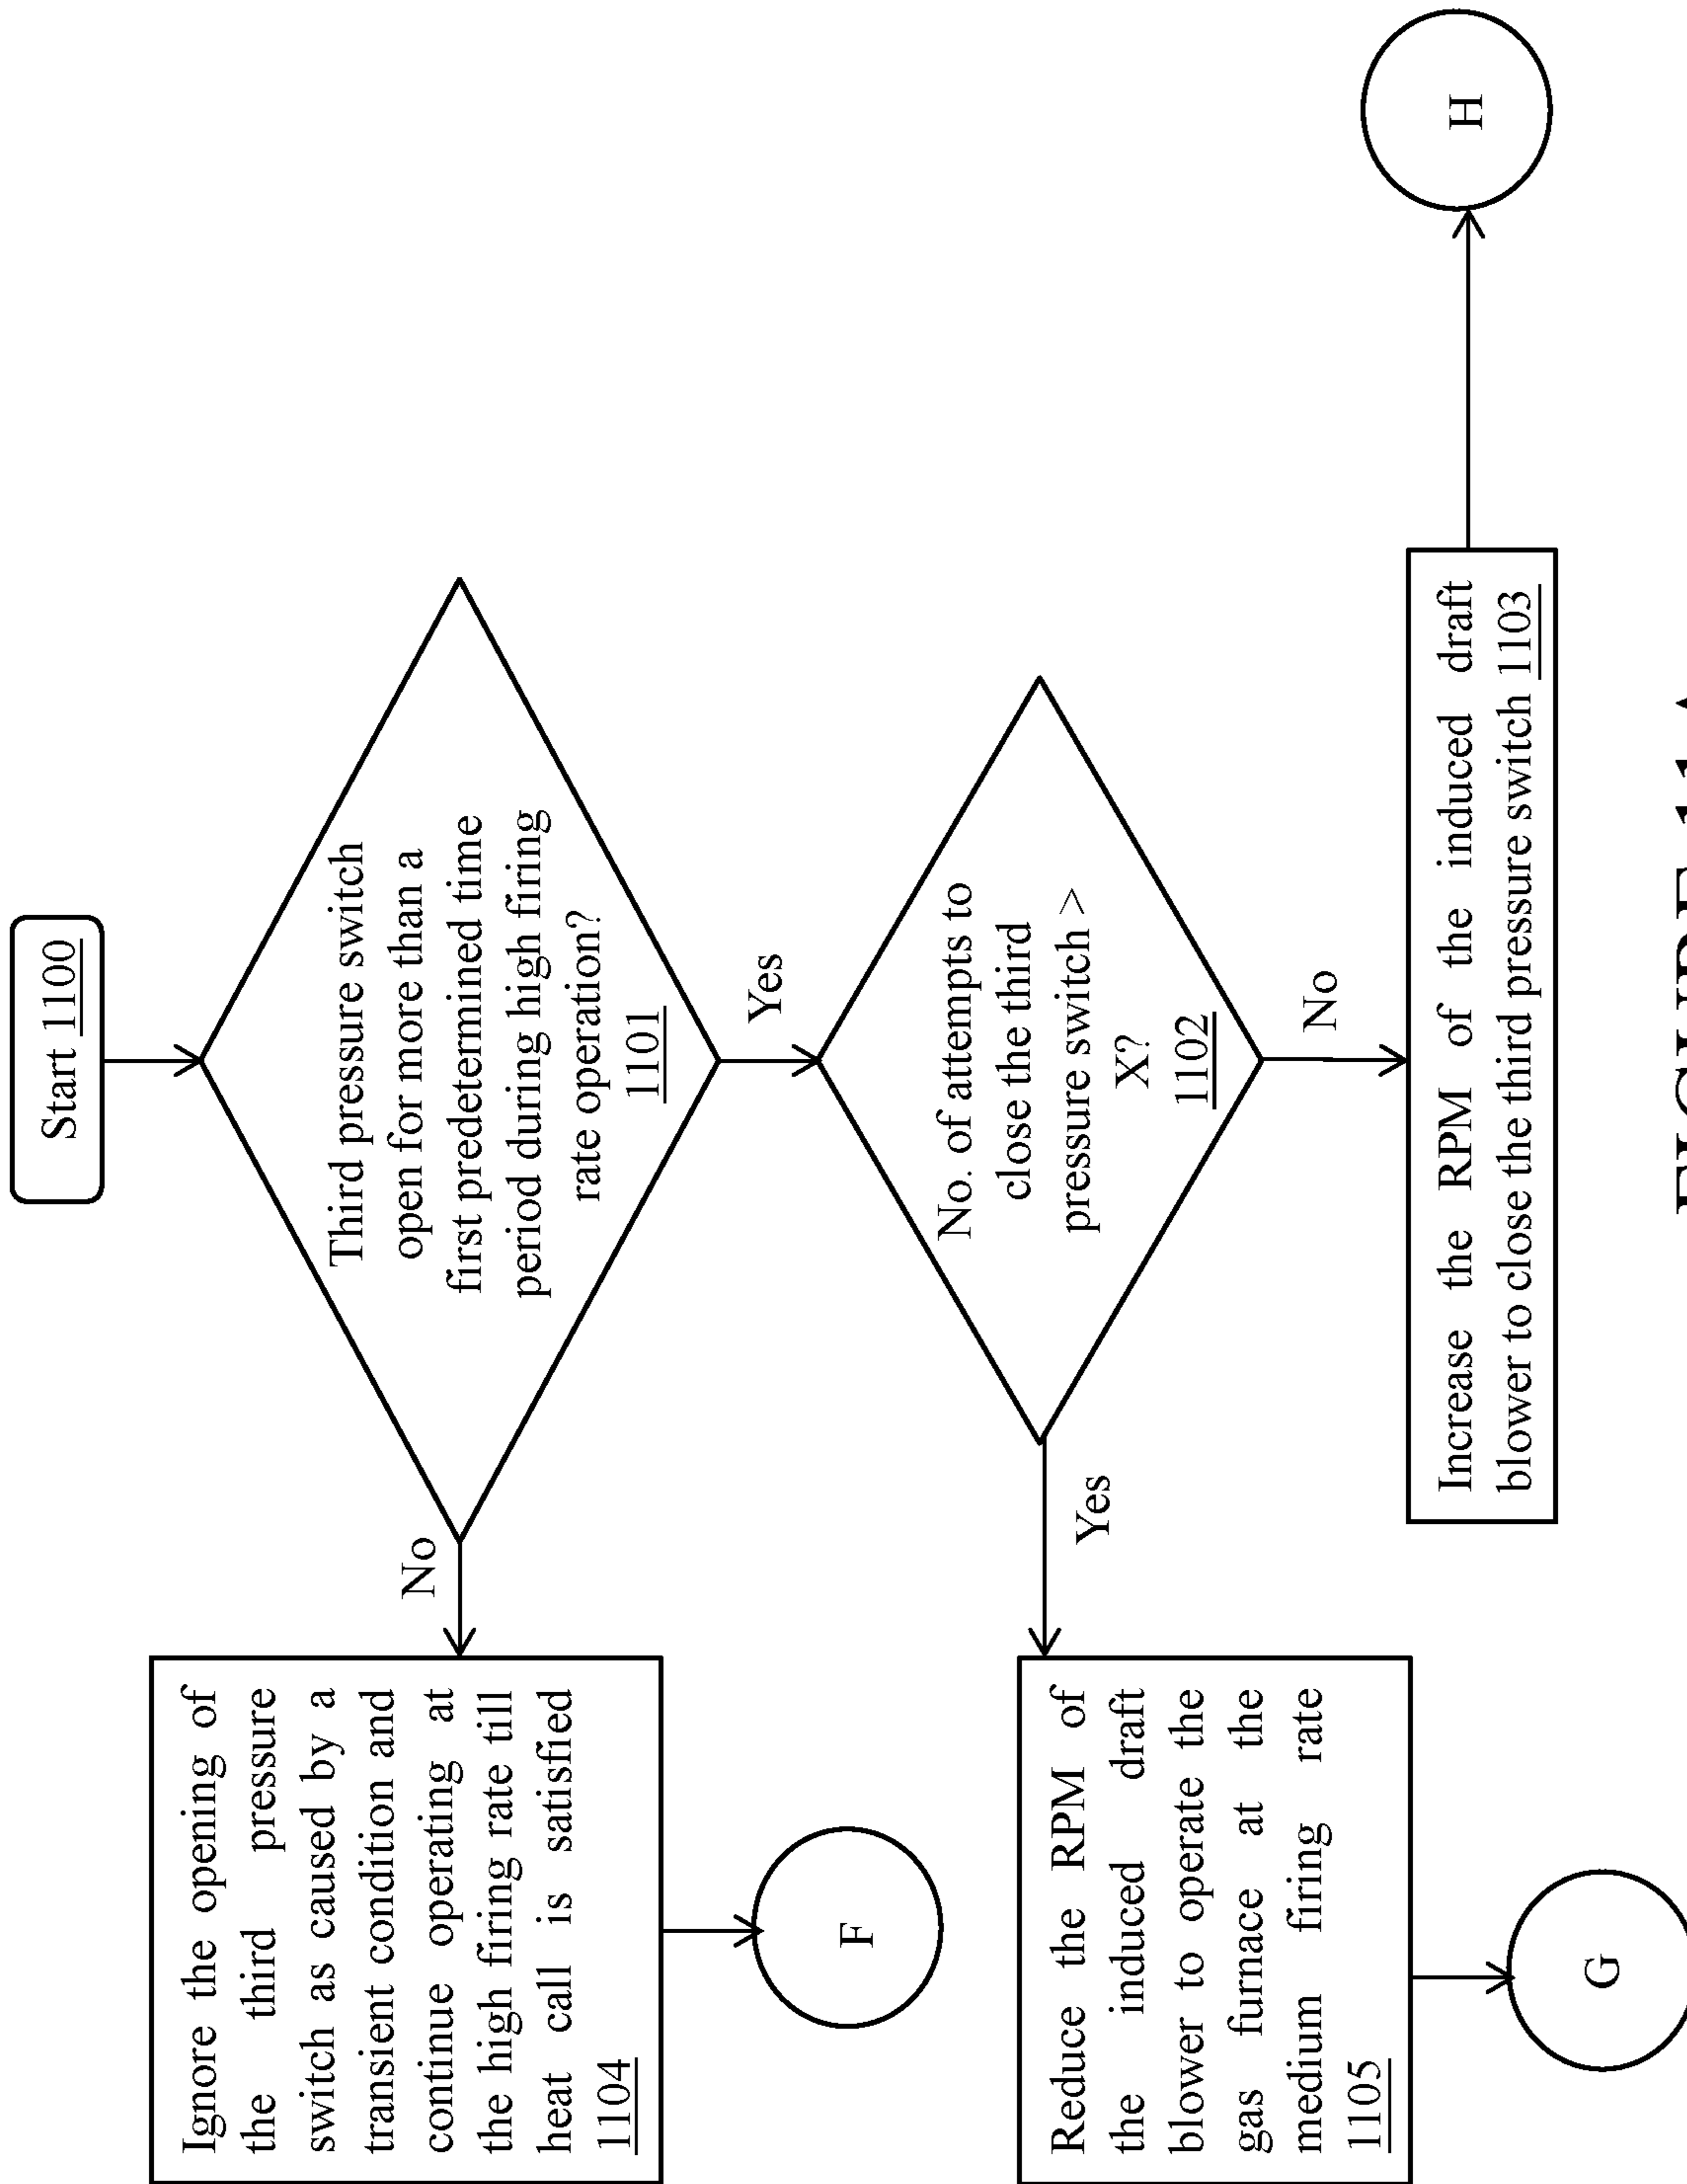 Start 1100
Third pressure switch
open for more than a
first predetermined time
period during high firing
rate operation?
1101
No
Yes
Ignore the opening of
the third pressure
switch as caused by a
transient condition and
continue operating at
the high firing rate till
heat call is satisfied
1104
F
No. of attempts to
close the third
pressure switch >
X?
1102
Yes
No
Reduce the RPM of
the induced draft
blower to operate the
gas furnace at the
medium firing rate
1105
G
Increase the RPM of the induced draft
blower to close the third pressure switch 1103
H